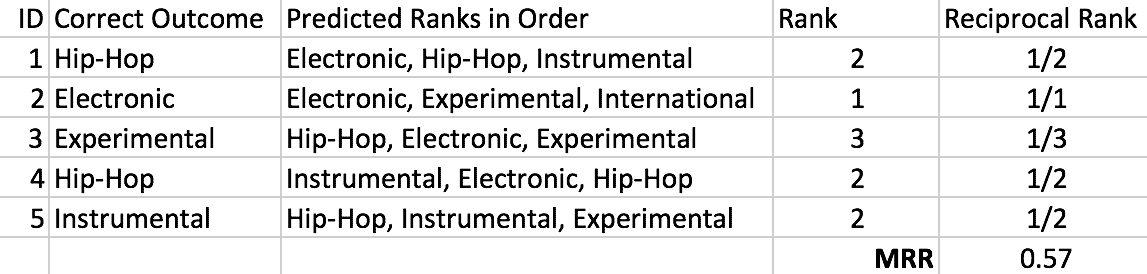 ID Correct Outcome Predicted Ranks in Order Rank Reciprocal Rank
1 Hip-Hop Electronic, Hip-Hop, Instrumental 2 1/2
2 Electronic Electronic, Experimental, International 1 1/1
3 Experimental Hip-Hop, Electronic, Experimental 3 1/3
4 Hip-Hop Instrumental, Electronic, Hip-Hop 2 1/2
5 Instrumental Hip-Hop, Instrumental, Experimental 2 1/2
MRR 0.57